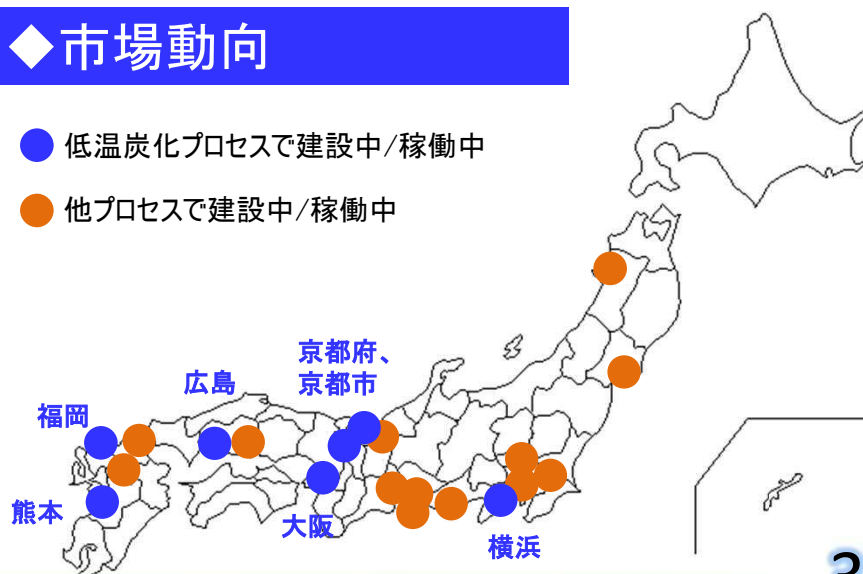 ◆市場動向
低温炭化プロセスで建設中/稼働中
他プロセスで建設中/稼働中
京都府、
京都市
広島
福岡
熊本
大阪
横浜